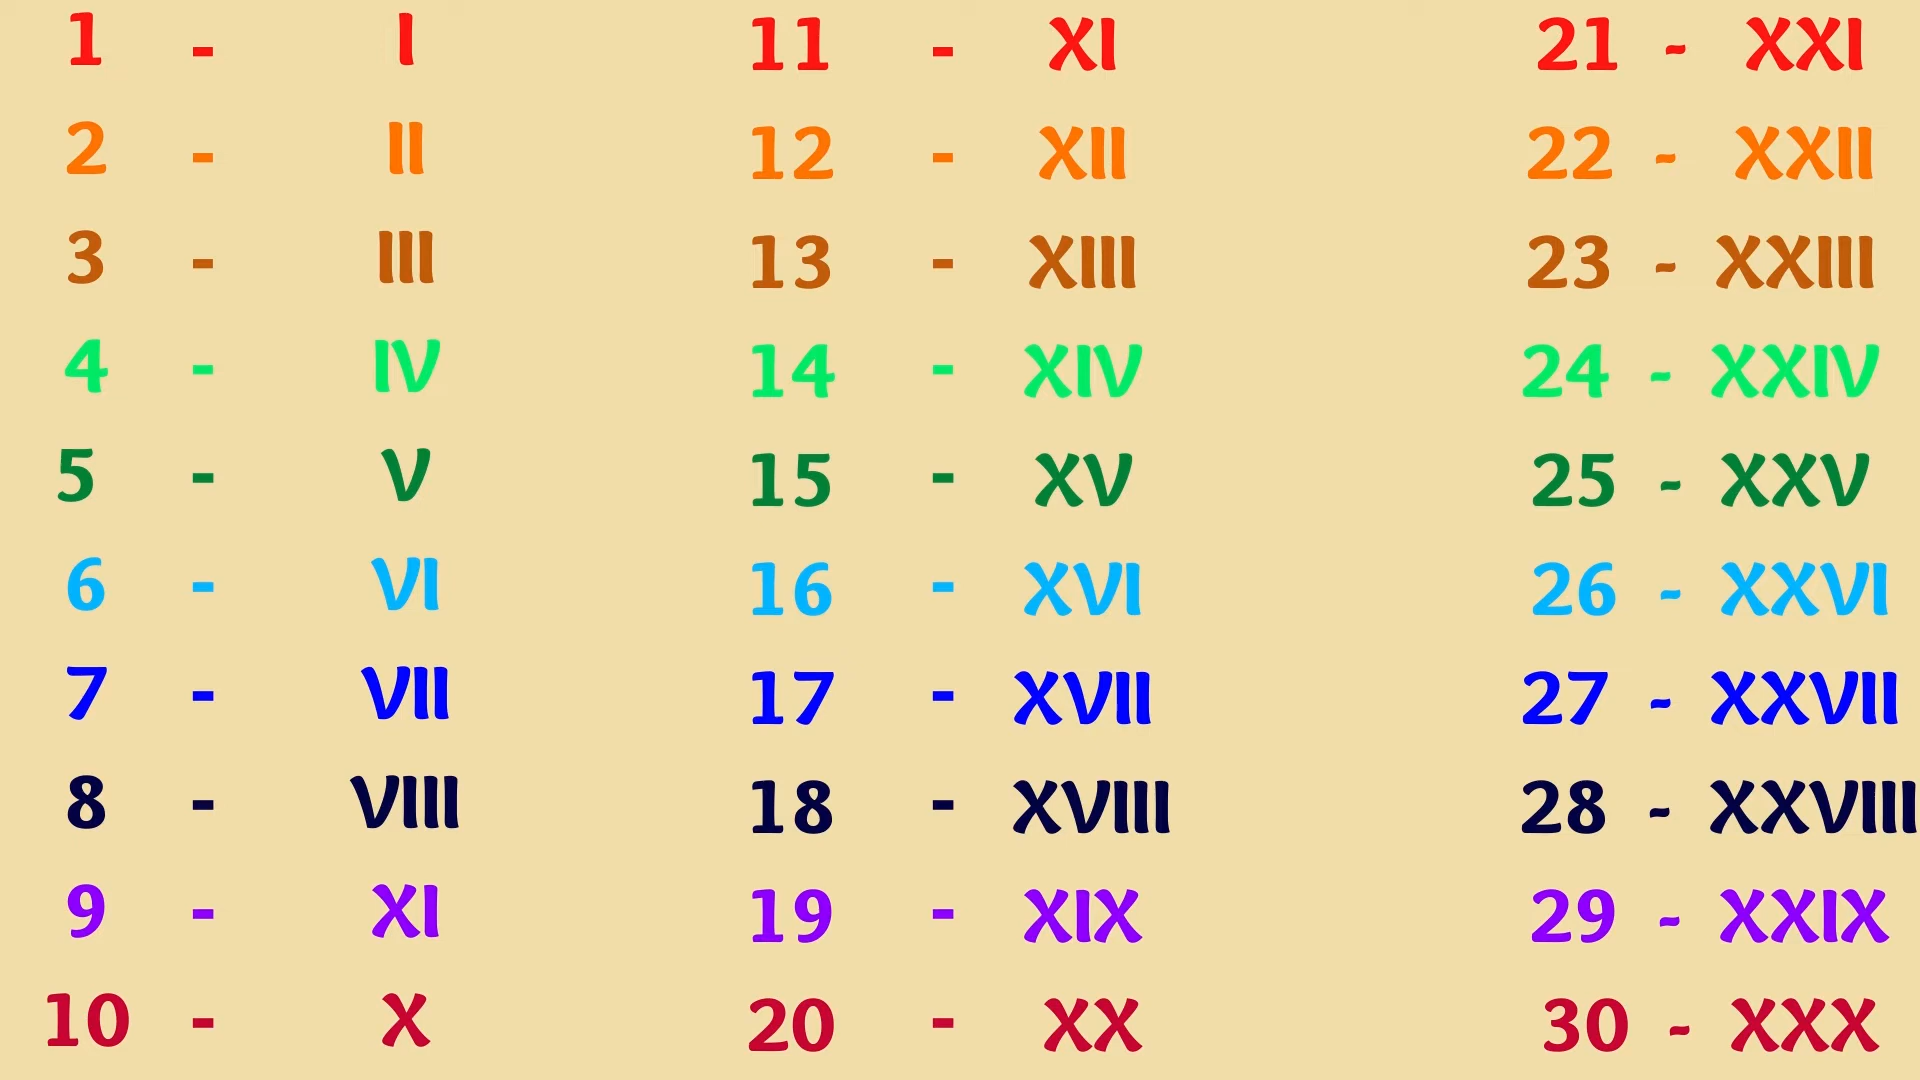 1 - I 11 - XI 21 ~ XXI
2 - II 12 - XII 22 ~ XXII
3 - III 13 - XIII 23 ~ XXIII
4 - IV 14 - XIV 24 ~ XXIV
5 - V 15 - XV 25 ~ XXV
6 - VI 16 - XVI 26 ~ XXVI
7 - VII 17 - XVII 27 ~ XXVII
8 - VIII 18 - XVIII 28 ~ XXVIII
9 - XI 19 - XIX 29 ~ XXIX
10 - X 20 - XX 30 ~ XXX